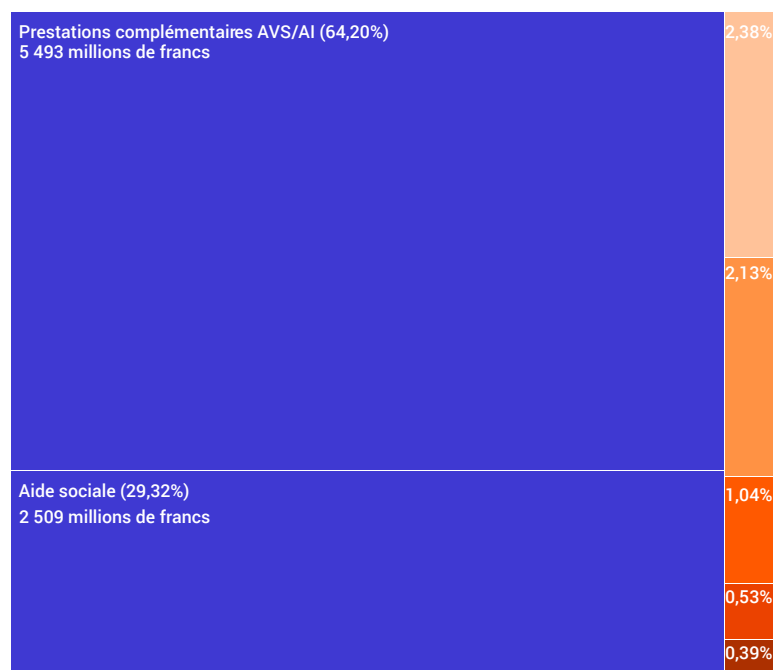 Prestations complémentaires AVS/AI (64,20%)
5 493 millions de francs
2,38%
2,13%
Aide sociale (29,32%)
2 509 millions de francs
1,04%
0,53%
0,39%